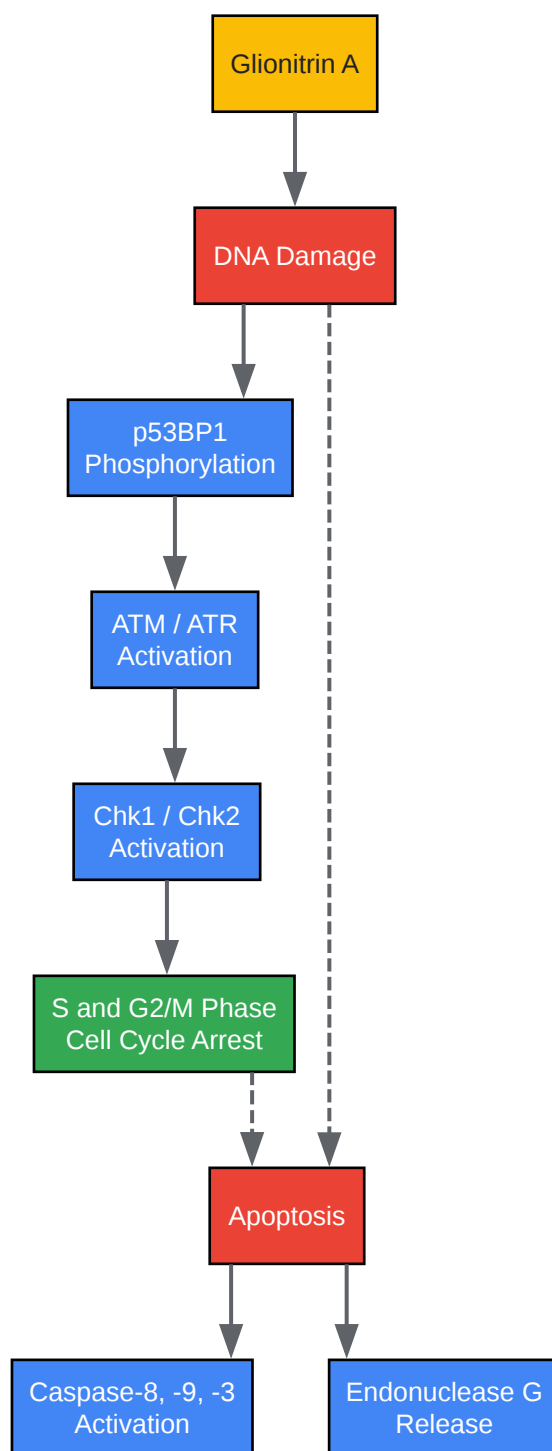 Glionitrin A
DNA Damage
p53BP1
Phosphorylation
ATM / ATR
Activation
Chk1 / Chk2
Activation
S and G2/M Phase
Cell Cycle Arrest
Apoptosis
Caspase-8, -9, -3
Activation
Endonuclease G
Release